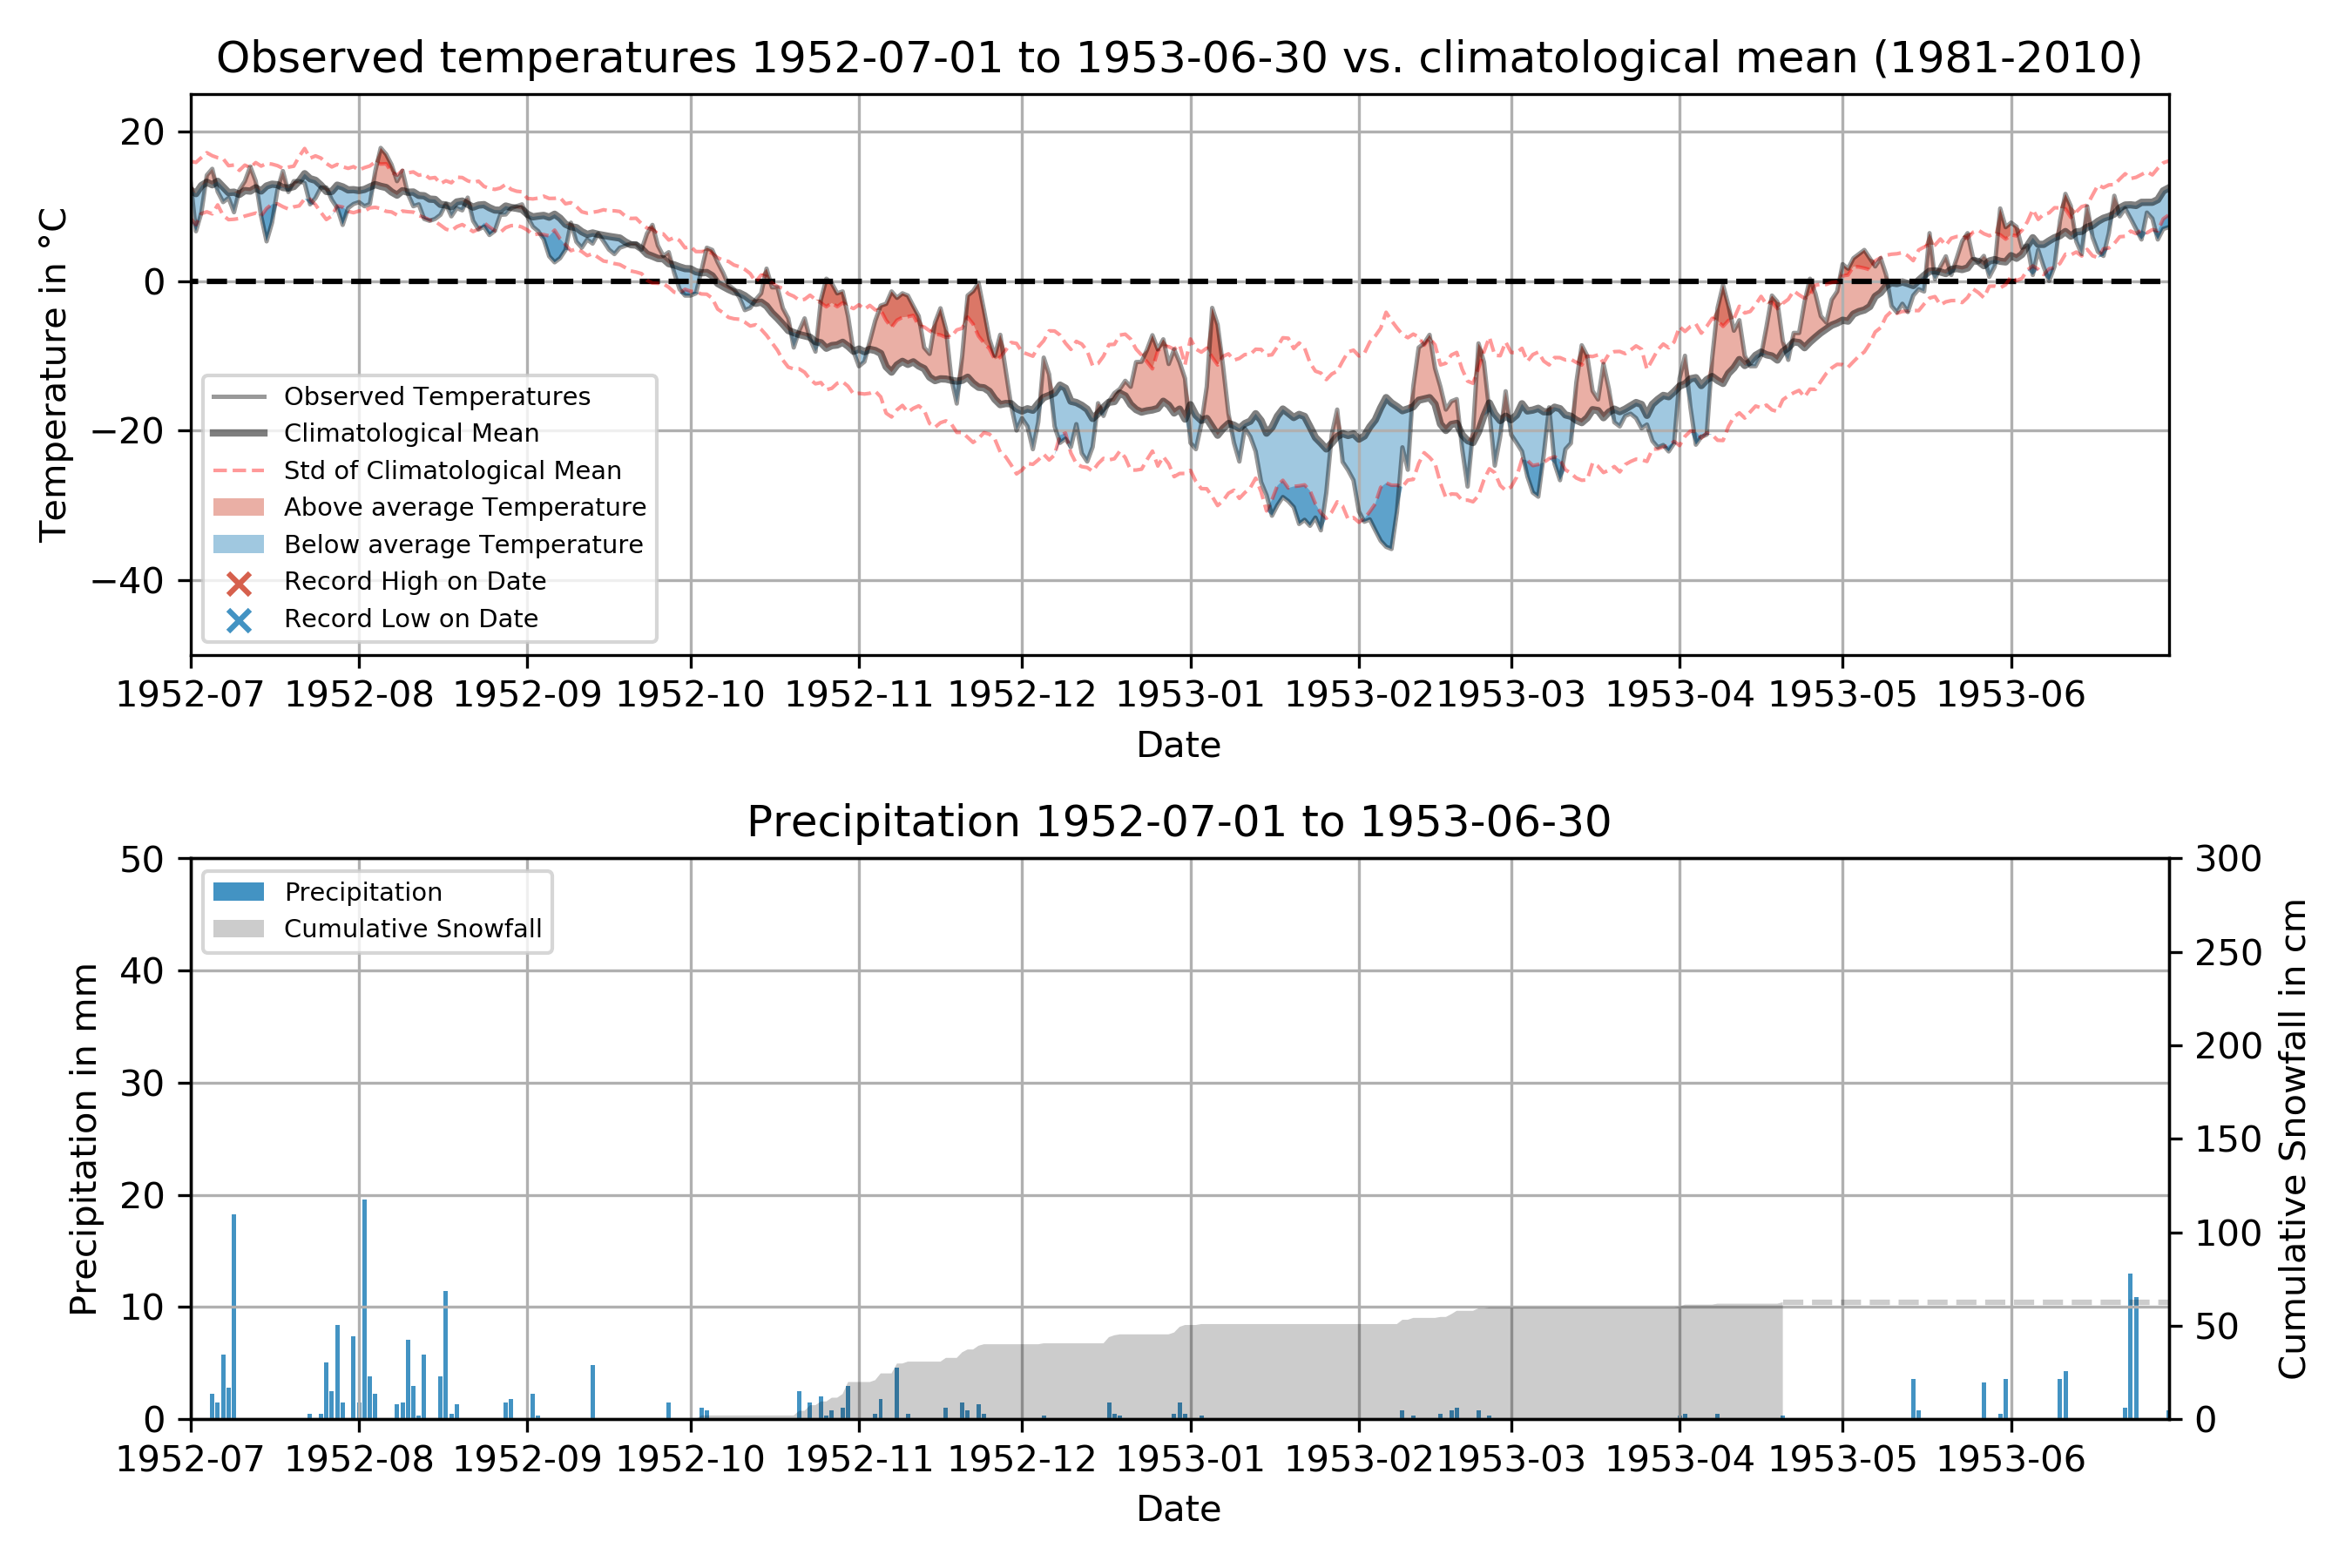 Observed temperatures 1952-07-01 to 1953-06-30 vs. climatological mean (1981-2010)
Temperature in °C
20
0
−20
−40
Observed Temperatures
Climatological Mean
Std of Climatological Mean
Above average Temperature
Below average Temperature
Record High on Date
Record Low on Date
1952-07 1952-08 1952-09 1952-10 1952-11 1952-12 1953-01 1953-02 1953-03 1953-04 1953-05 1953-06
Date
Precipitation 1952-07-01 to 1953-06-30
Precipitation in mm
50
40
30
20
10
0
Precipitation
Cumulative Snowfall
300
250
200
150
100
50
0
Cumulative Snowfall in cm
1952-07 1952-08 1952-09 1952-10 1952-11 1952-12 1953-01 1953-02 1953-03 1953-04 1953-05 1953-06
Date